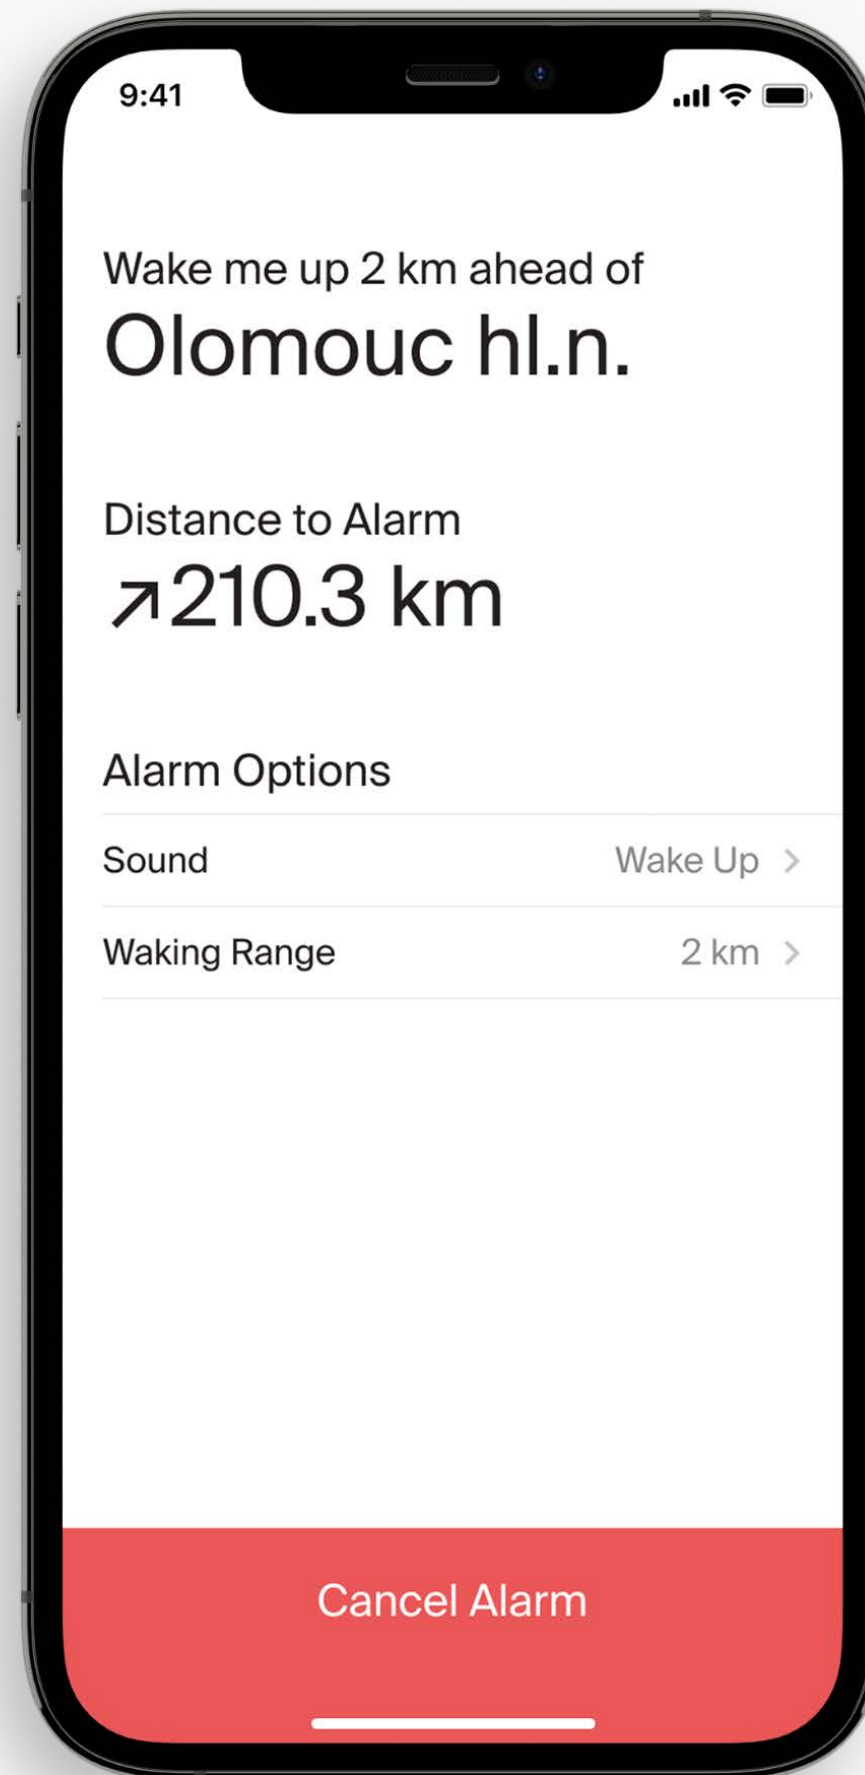 9:41
Wake me up 2 km ahead of
Olomouc hl.n.
Distance to Alarm
↗210.3 km
Alarm Options
Sound Wake Up >
Waking Range 2 km >
Cancel Alarm